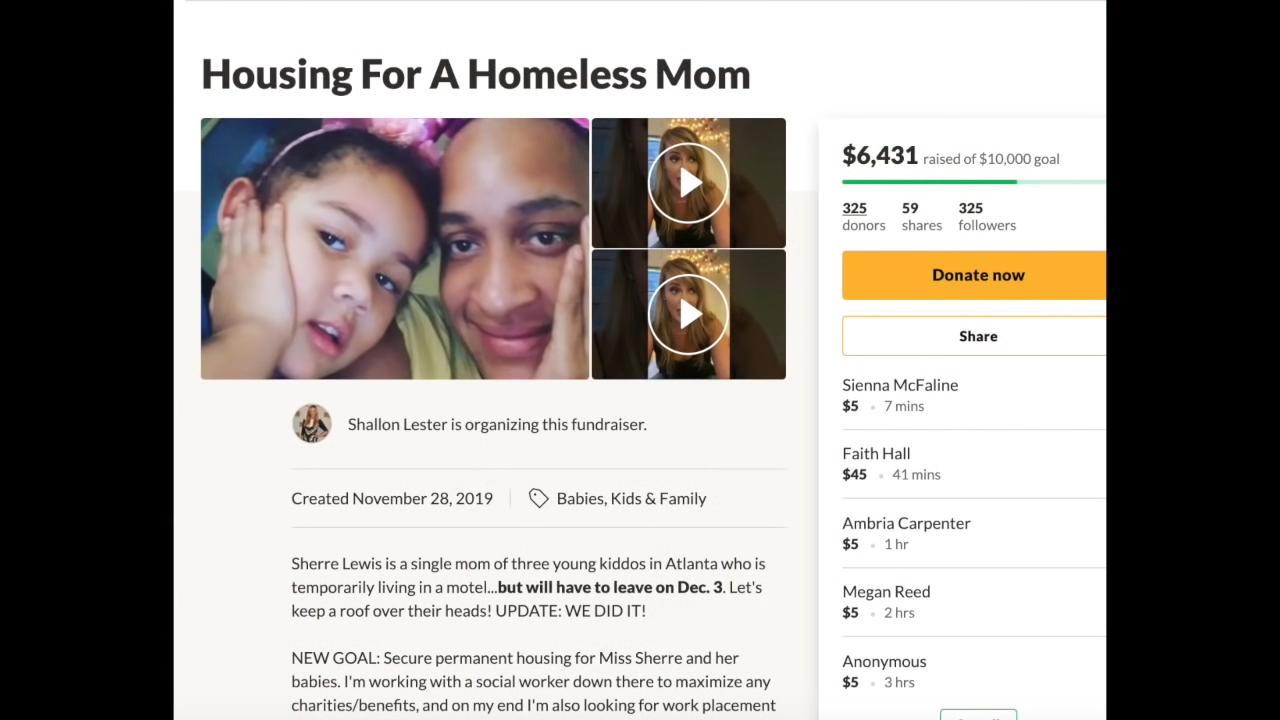 Housing For A Homeless Mom
$6,431 raised of $10,000 goal
325 59 325
donors shares followers
Donate now
Share
Shallon Lester is organizing this fundraiser.
Created November 28, 2019 Babies, Kids & Family
Sherre Lewis is a single mom of three young kiddos in Atlanta who is
temporarily living in a motel...but will have to leave on Dec. 3. Let's
keep a roof over their heads! UPDATE: WE DID IT!
NEW GOAL: Secure permanent housing for Miss Sherre and her
babies. I'm working with a social worker down there to maximize any
charities/benefits, and on my end I'm also looking for work placement
Sienna McFaline
$5 • 7 mins
Faith Hall
$45 • 41 mins
Ambria Carpenter
$5 • 1 hr
Megan Reed
$5 • 2 hrs
Anonymous
$5 • 3 hrs